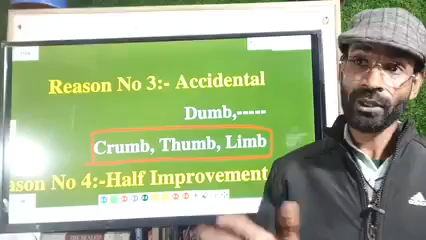 Reason No 3:- Accidental
Dumb,-----
Crumb, Thumb, Limb
ason No 4:-Half Improvement